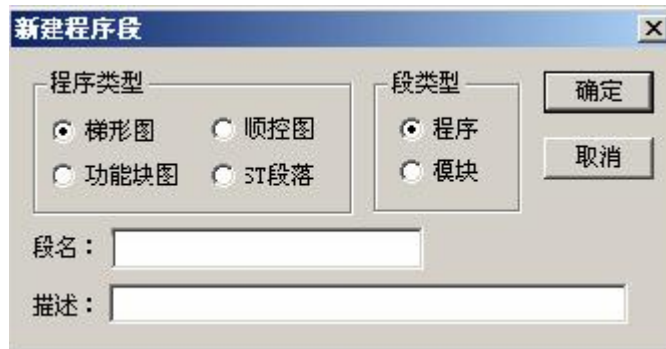 新建程序段
程序类型
梯形图 顺控图
功能块图 ST段落
段类型
程序
模块
确定
取消
段名：
描述：